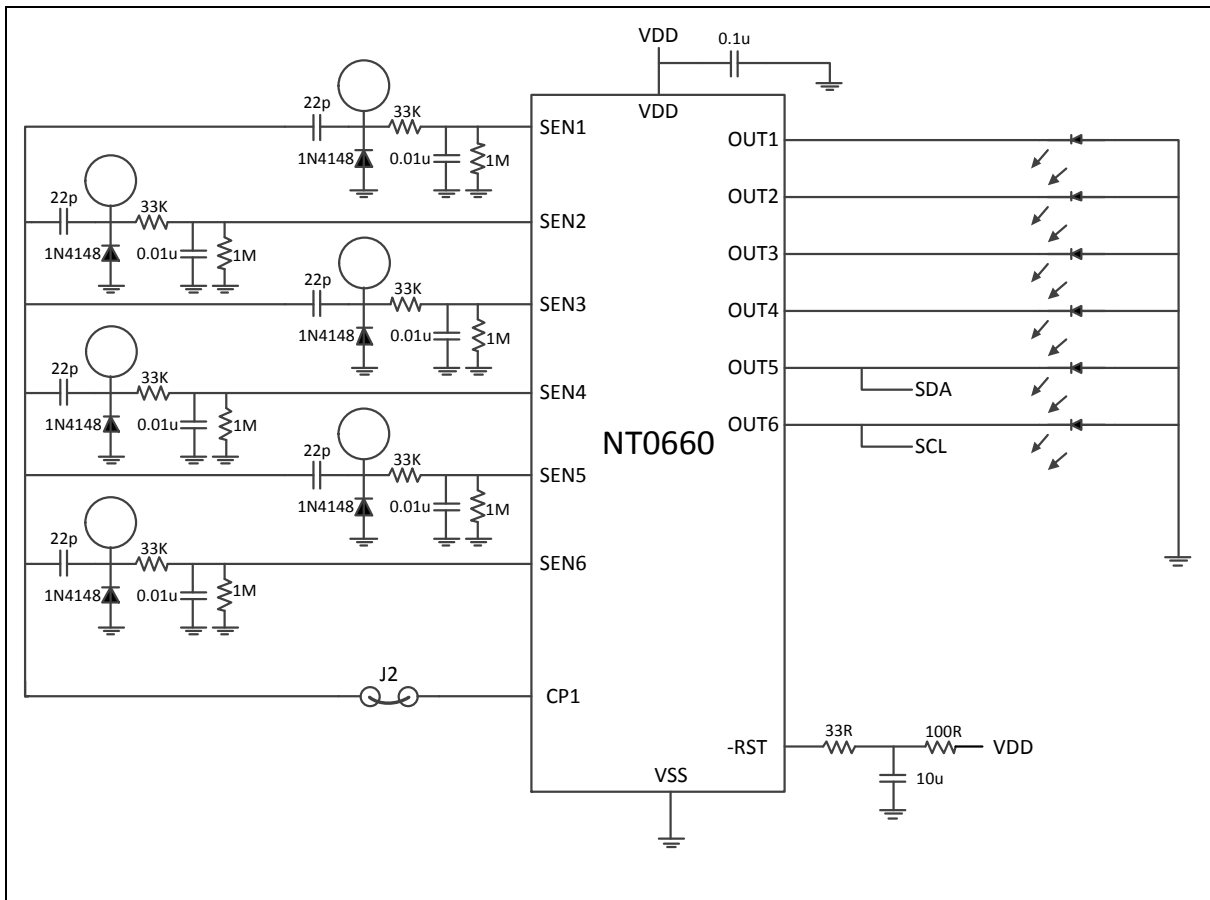 VDD
0.1u
VDD
22p
33K
SEN1
1N4148
0.01u
1M
OUT1
22p
33K
SEN2
1N4148
0.01u
1M
OUT2
22p
33K
SEN3
1N4148
0.01u
1M
OUT3
22p
33K
SEN4
1N4148
0.01u
1M
OUT4
OUT5
SDA
22p
33K
SEN5
1N4148
0.01u
1M
OUT6
SCL
NT0660
22p
33K
SEN6
1N4148
0.01u
1M
J2
CP1
-RST
33R
100R
VDD
10u
VSS